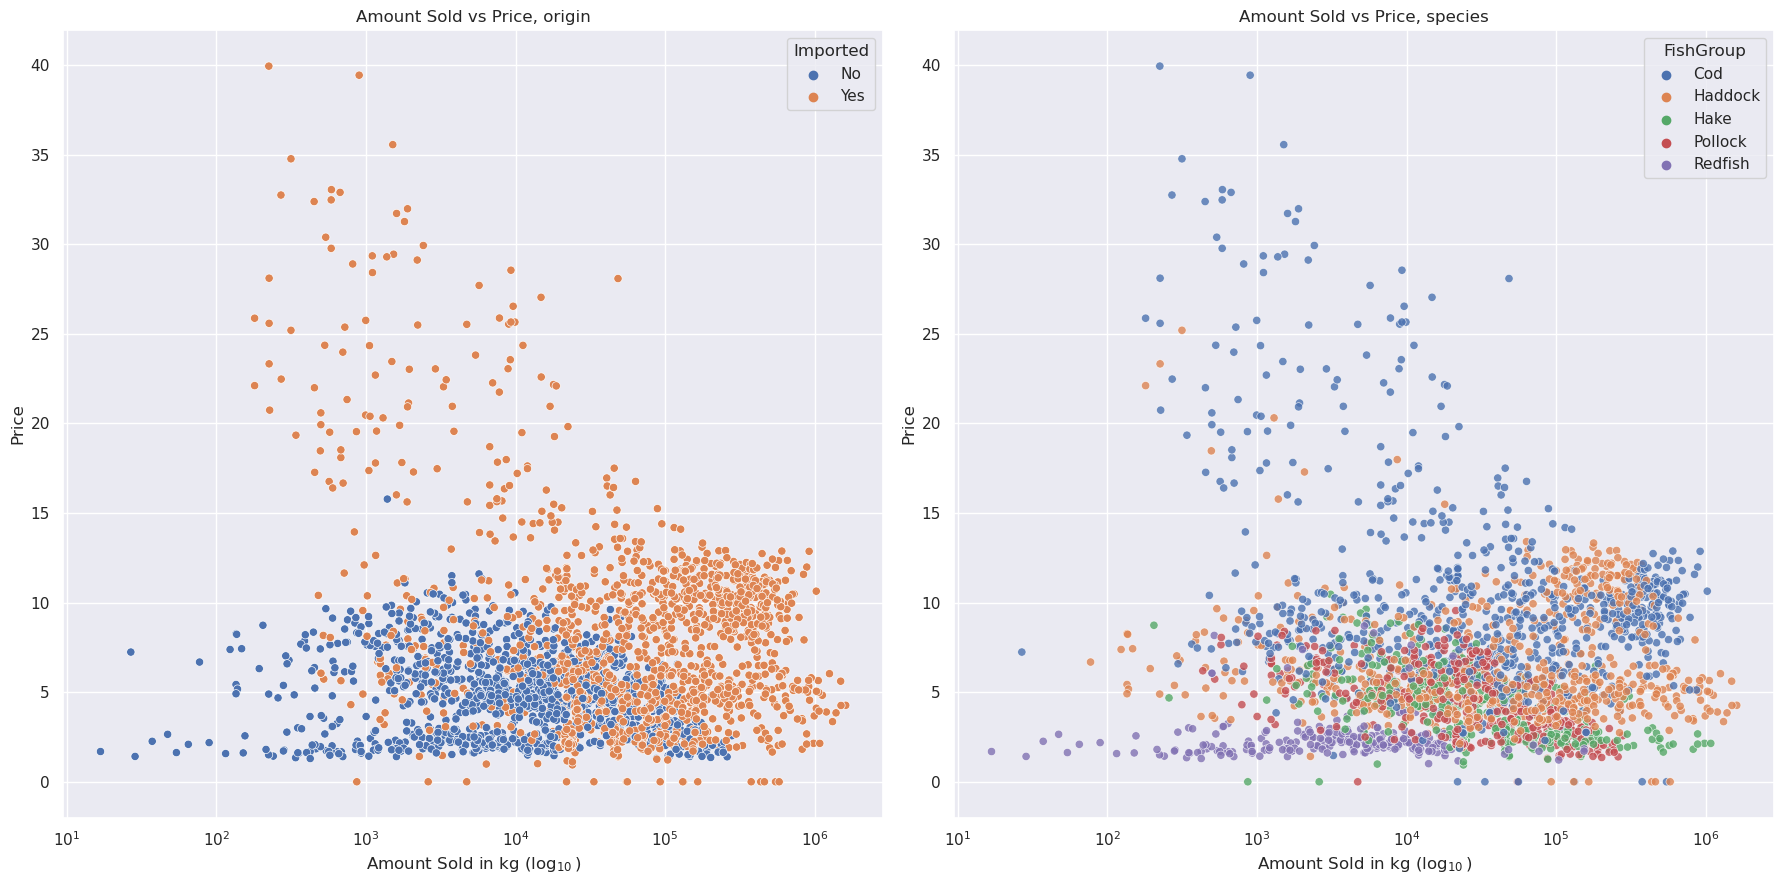 Amount Sold vs Price, origin
Imported
No
Yes
Price
40
35
30
25
20
15
10
5
0
10¹
10²
10³
10⁴
10⁵
10⁶
Amount Sold in kg (log₁₀)
Amount Sold vs Price, species
FishGroup
Cod
Haddock
Hake
Pollock
Redfish
Price
40
35
30
25
20
15
10
5
0
10¹
10²
10³
10⁴
10⁵
10⁶
Amount Sold in kg (log₁₀)